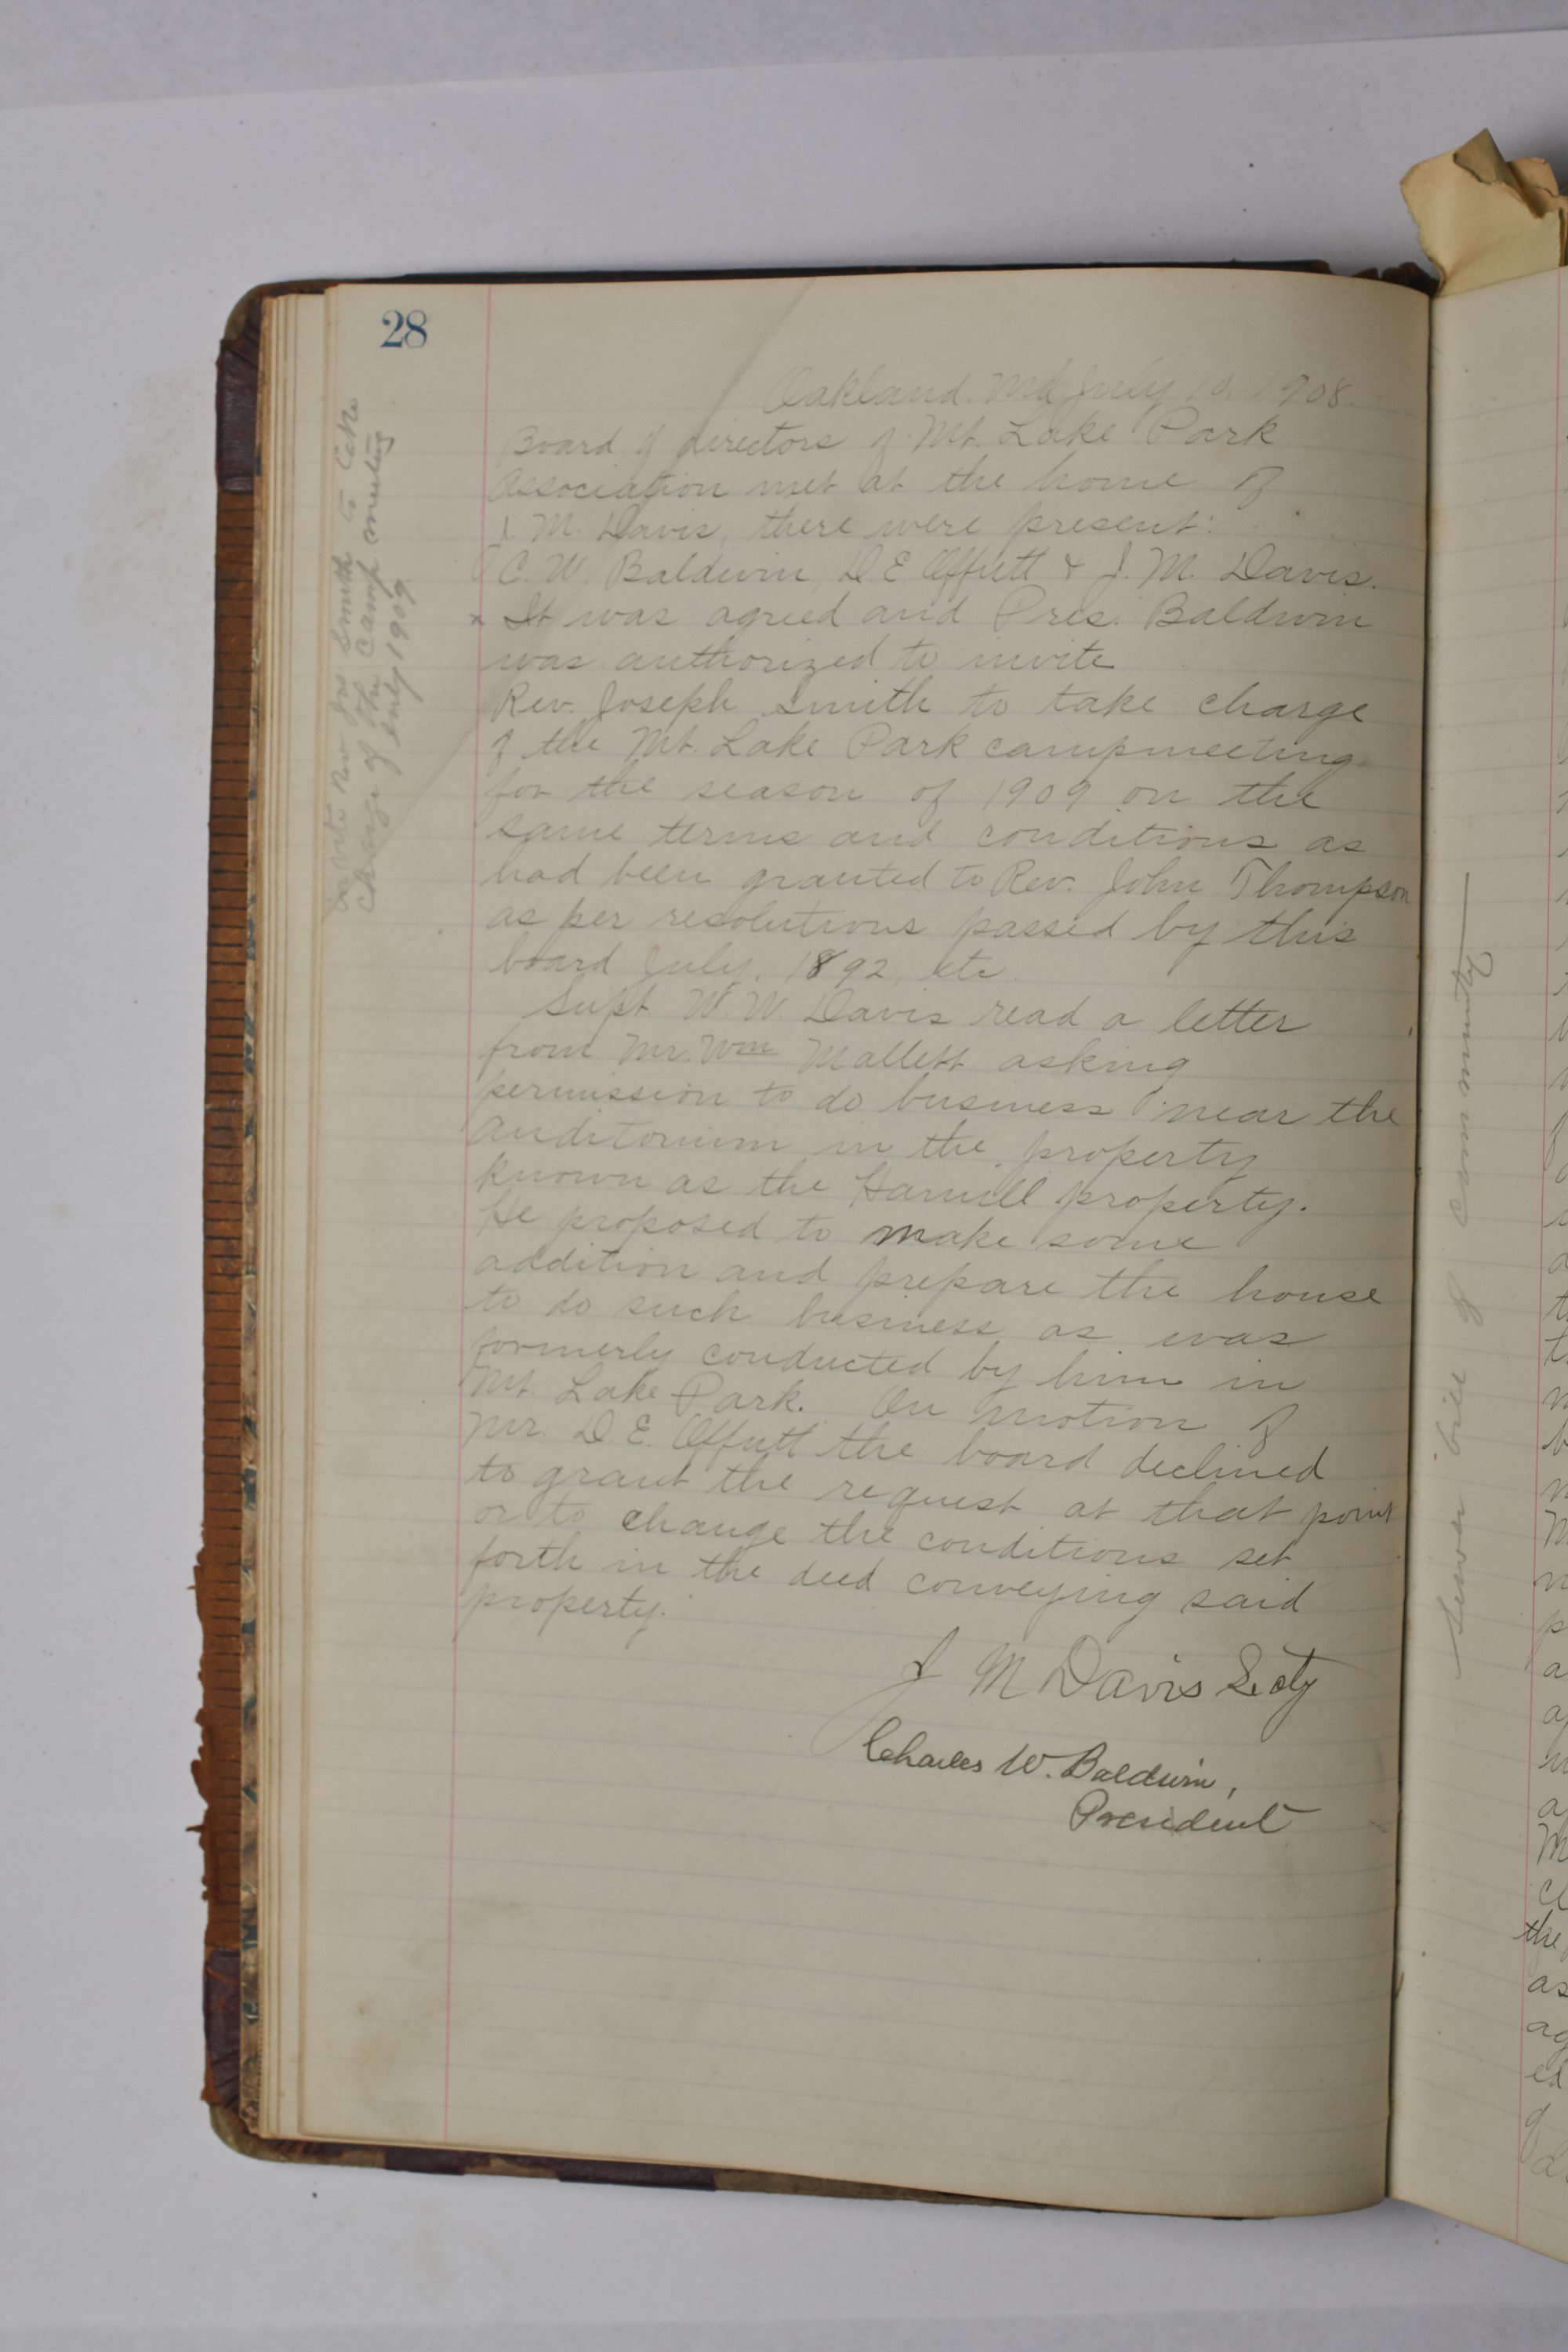 28
Oakland. Md July 10 1908.
Board of directors of Mt. Lake Park
Association met at the home of
J. M. Davis, there were present:
C. W. Baldwin, D. E Offutt & J. M. Davis.
x It was agreed and Pres. Baldwin
was authorized to invite
Rev. Joseph Smith to take charge
of the Mt. Lake Park campmeeting
for the season of 1909 on the
same terms and conditions as
had been granted to Rev. John Thompson
as per resolutions passed by this
board July, 1892, etc.
Supt. W. W. Davis read a letter
from Mr. Wm Mallett asking
permission to do business near the
Auditorium in the property
known as the Hamill property.
He proposed to make some
addition and prepare the house
to do such business as was
formerly conducted by him in
Mt. Lake Park. On motion of
Mr. D. E. Offutt the board declined
to grant the request at that point
or to change the conditions set
forth in the deed conveying said
property.
J M Davis Secty
Charles W. Baldwin,
President
invite Rev Jos Smith to take
charge of the Camp meeting
1909
Sewer bill & community